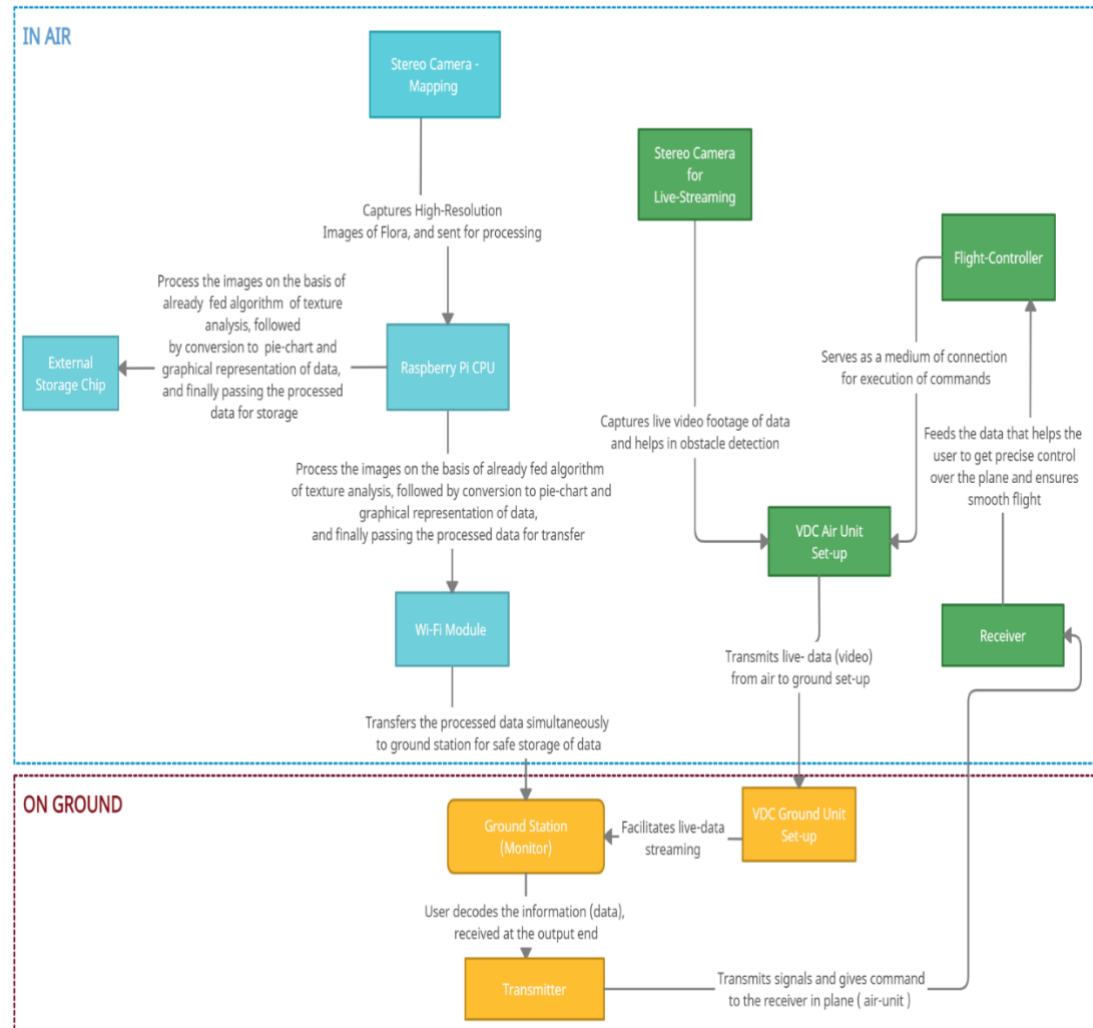 IN AIR
Stereo Camera -
Mapping
Stereo Camera
for
Live-Streaming
Captures High-Resolution
Images of Flora, and sent for processing
Flight-Controller
Process the images on the basis of
already fed algorithm of texture
analysis, followed
by conversion to pie-chart and
graphical representation of data,
and finally passing the processed
data for storage
External
Storage Chip
Raspberry Pi CPU
Serves as a medium of connection
for execution of commands
Captures live video footage of data
and helps in obstacle detection
Feeds the data that helps the
user to get precise control
over the plane and ensures
smooth flight
Process the images on the basis of already fed algorithm
of texture analysis, followed by conversion to pie-chart and
graphical representation of data,
and finally passing the processed data for transfer
VDC Air Unit
Set-up
Wi-Fi Module
Receiver
Transmits live- data (video)
from air to ground set-up
Transfers the processed data simultaneously
to ground station for safe storage of data
ON GROUND
Ground Station
(Monitor)
Facilitates live-data
streaming
VDC Ground Unit
Set-up
User decodes the information (data),
received at the output end
Transmitter
Transmits signals and gives command
to the receiver in plane ( air-unit )